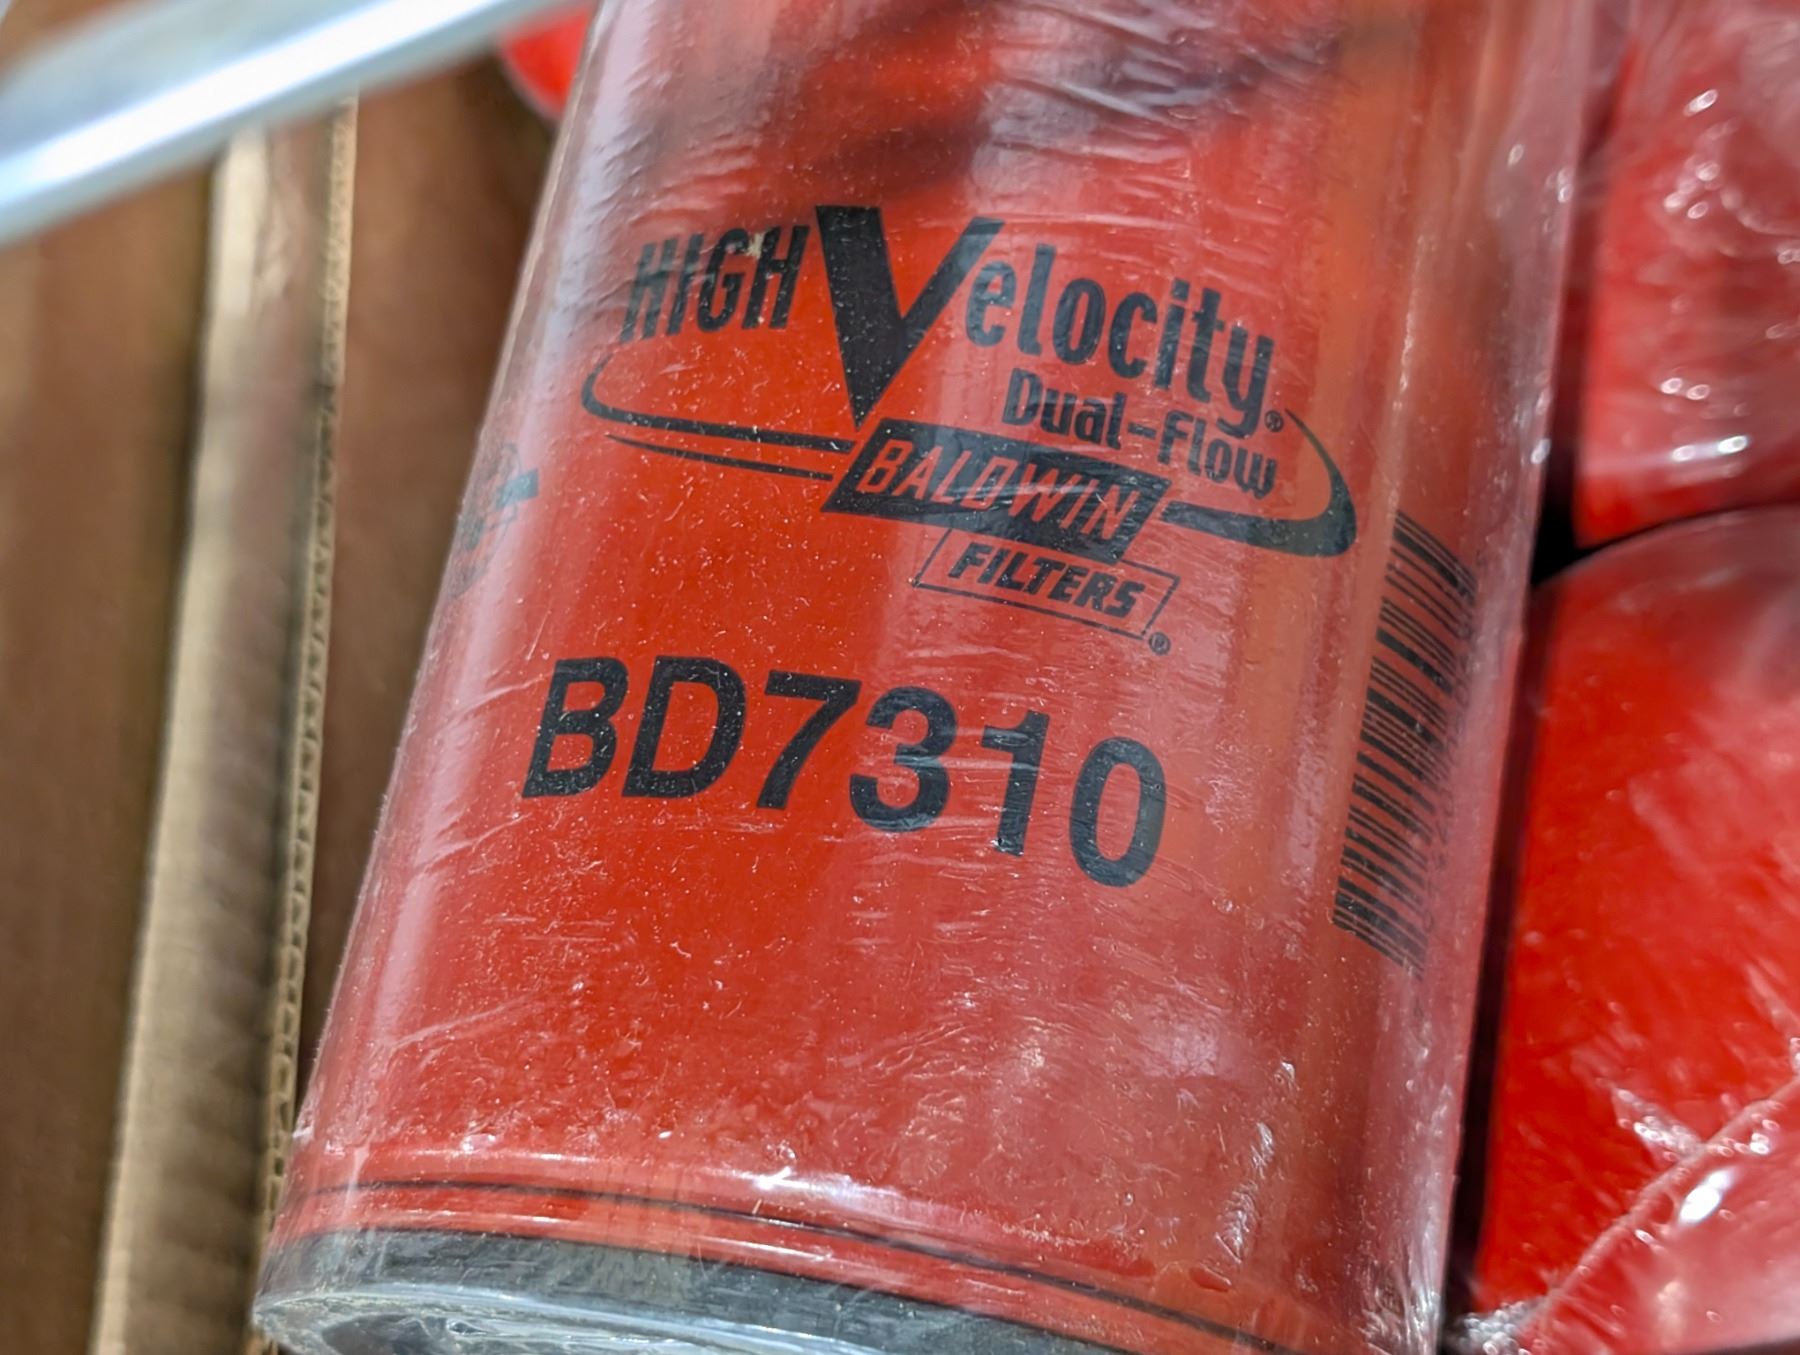 HIGH Velocity®
Dual-Flow
BALDWIN
FILTERS®
BD7310